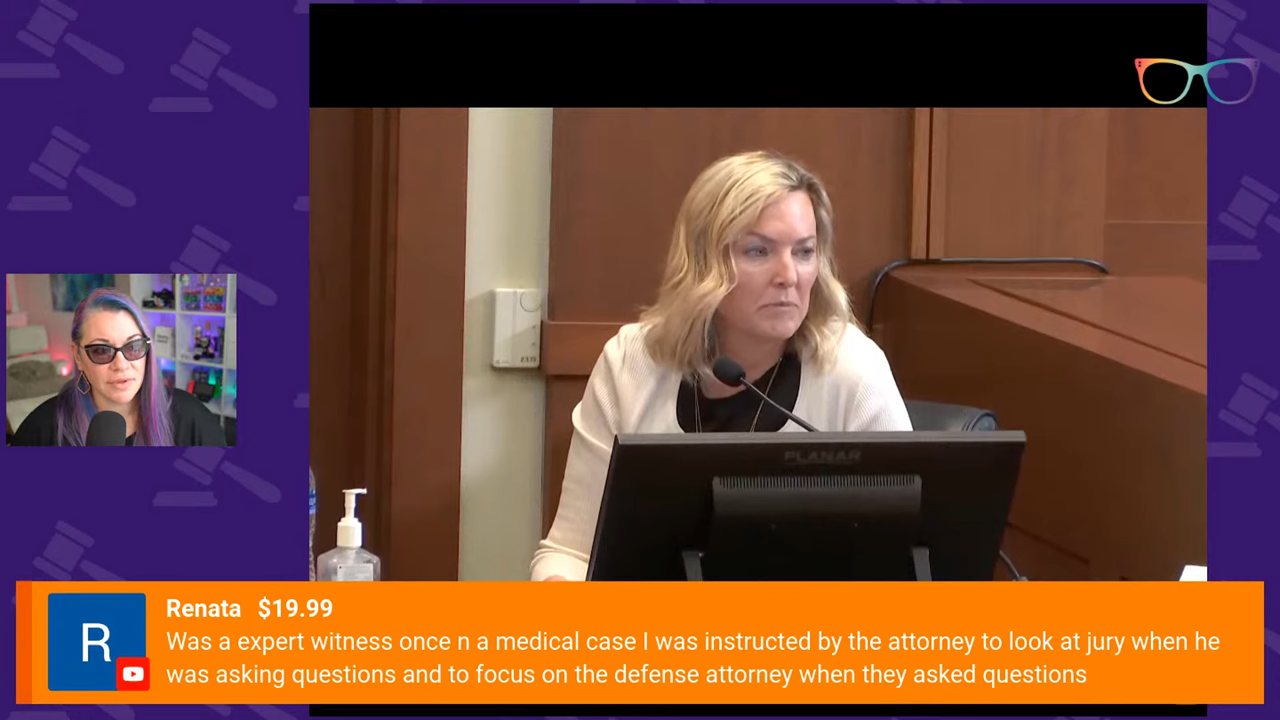 PLANAR
R
Renata $19.99
Was a expert witness once n a medical case I was instructed by the attorney to look at jury when he
was asking questions and to focus on the defense attorney when they asked questions